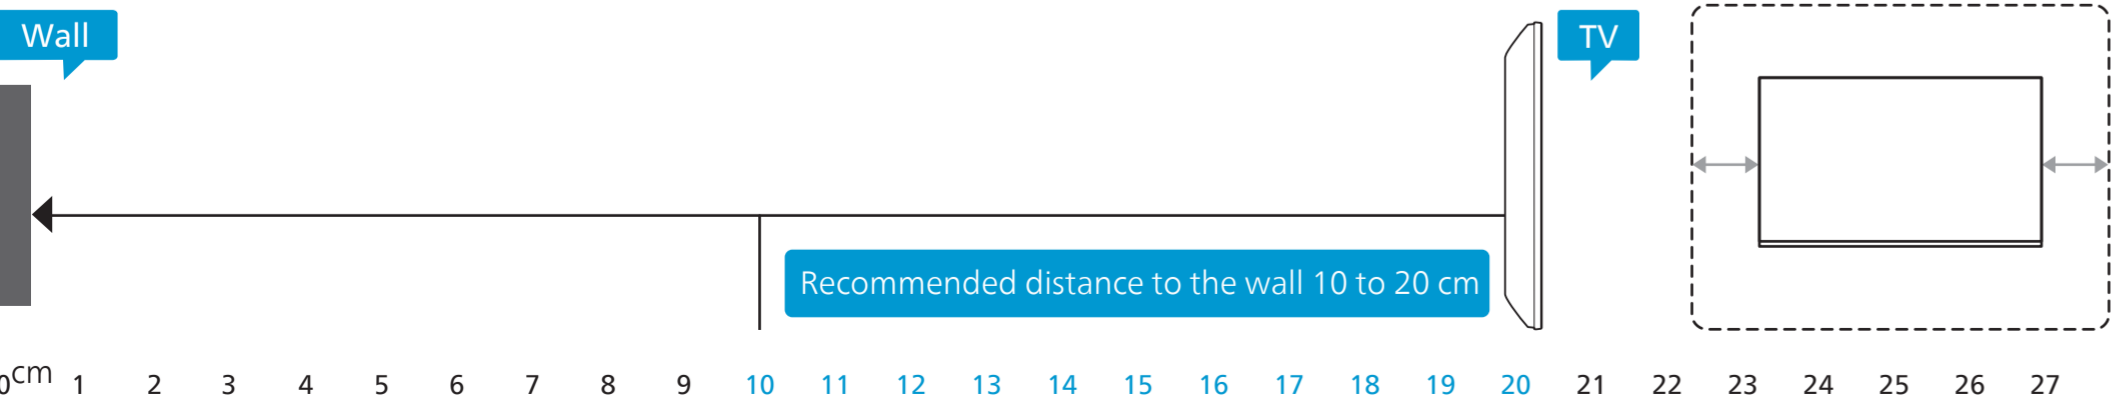 Wall
TV
Recommended distance to the wall 10 to 20 cm
0cm 1 2 3 4 5 6 7 8 9 10 11 12 13 14 15 16 17 18 19 20 21 22 23 24 25 26 27